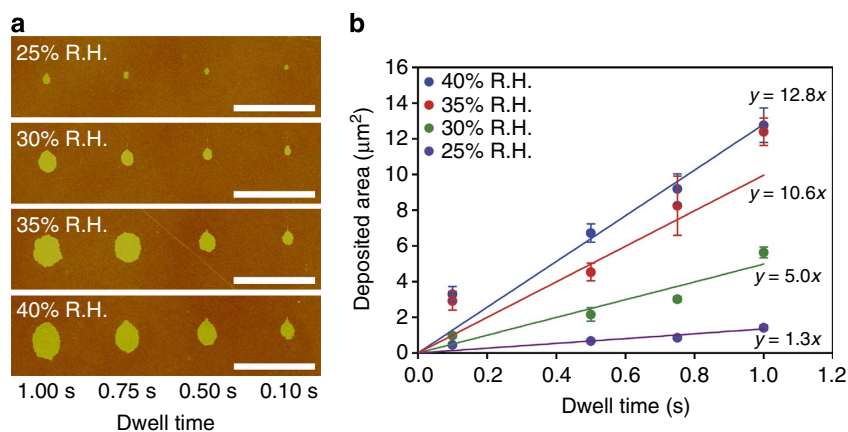 a
25% R.H.
30% R.H.
35% R.H.
40% R.H.
1.00 s 0.75 s 0.50 s 0.10 s
Dwell time
b
16
14
12
10
8
6
4
2
0
Deposited area (µm²)
40% R.H.
35% R.H.
30% R.H.
25% R.H.
y = 12.8x
y = 10.6x
y = 5.0x
y = 1.3x
0.0 0.2 0.4 0.6 0.8 1.0 1.2
Dwell time (s)